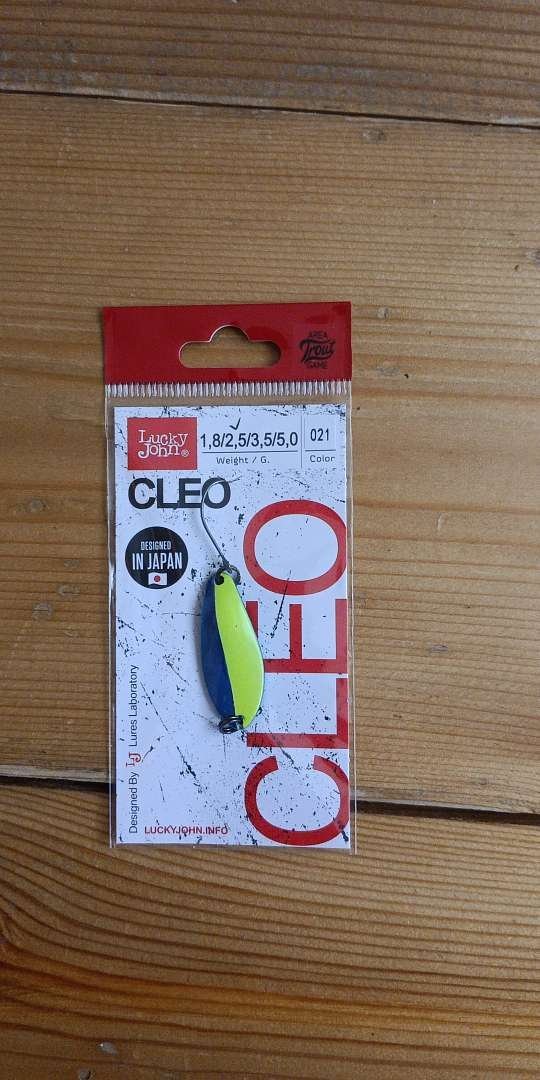 AREA
Trout
GAME
Lucky
John®
1,8/2,5/3,5/5,0
Weight / G.
021
Color
CLEO
DESIGNED
IN JAPAN
CLEO
Designed By LJ Lures Laboratory
LUCKYJOHN.INFO